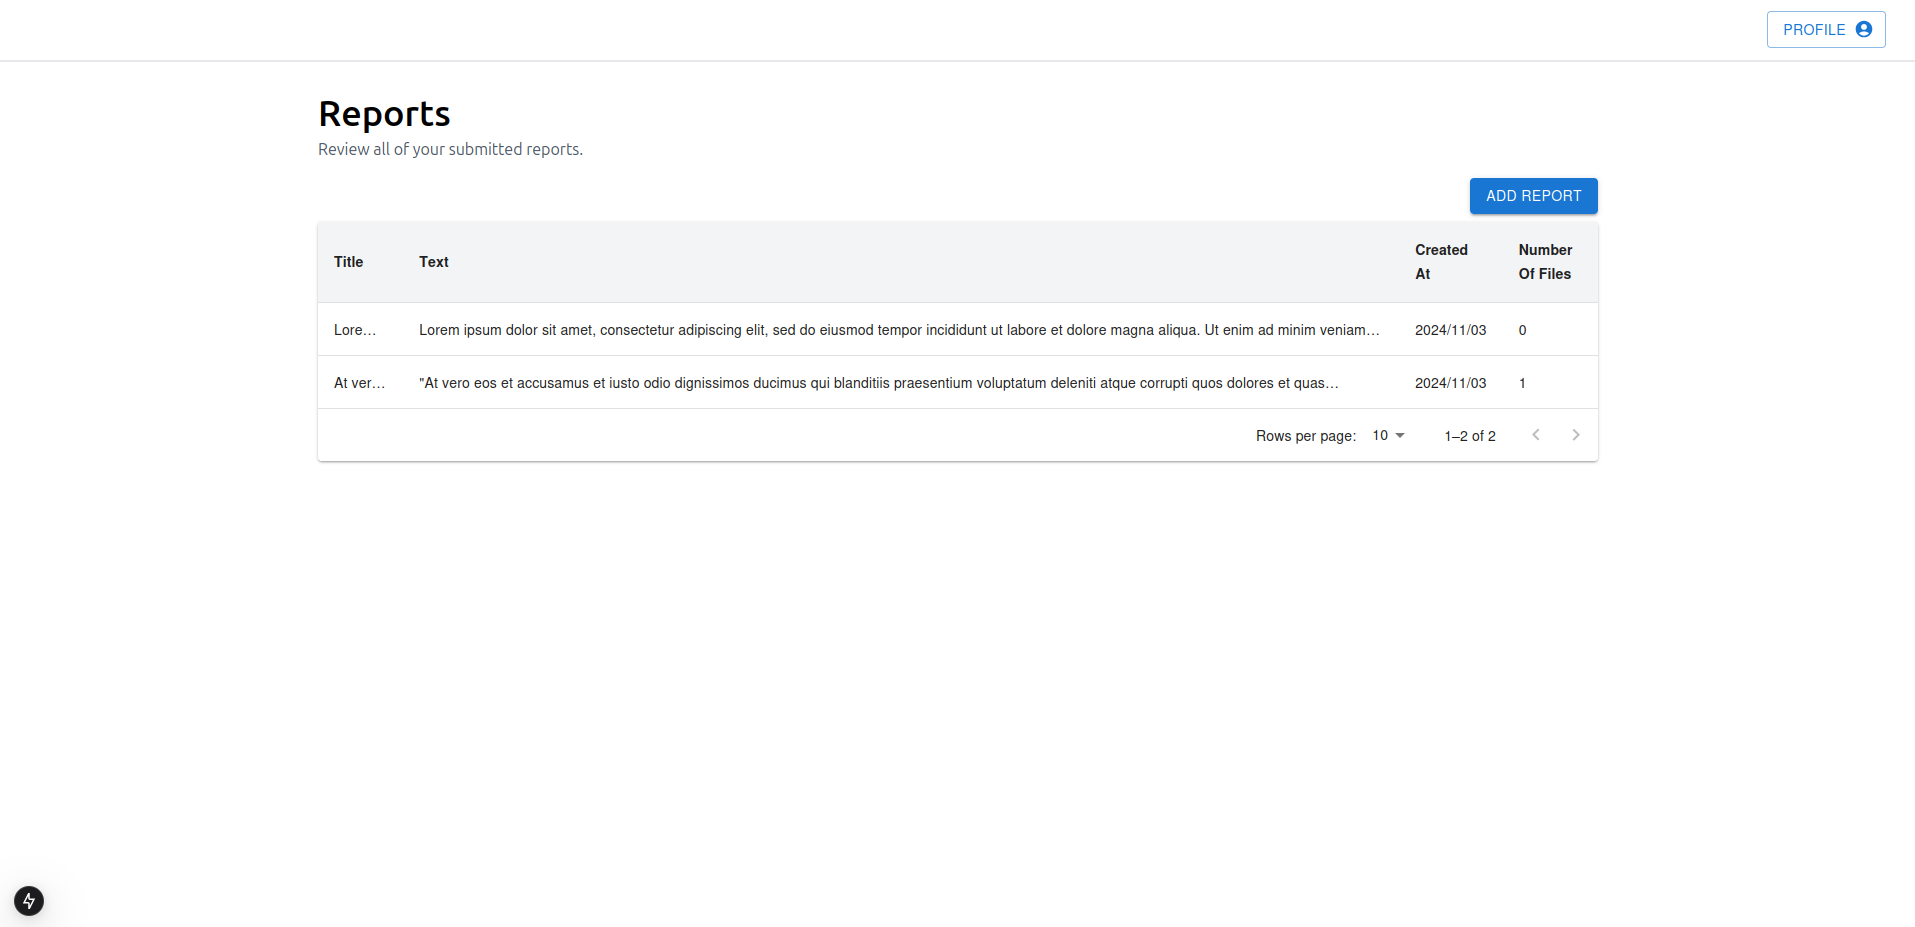 PROFILE
Reports
Review all of your submitted reports.
ADD REPORT
Title Text Created At Number Of Files
Lore… Lorem ipsum dolor sit amet, consectetur adipiscing elit, sed do eiusmod tempor incididunt ut labore et dolore magna aliqua. Ut enim ad minim veniam… 2024/11/03 0
At ver… "At vero eos et accusamus et iusto odio dignissimos ducimus qui blanditiis praesentium voluptatum deleniti atque corrupti quos dolores et quas… 2024/11/03 1
Rows per page: 10 1–2 of 2